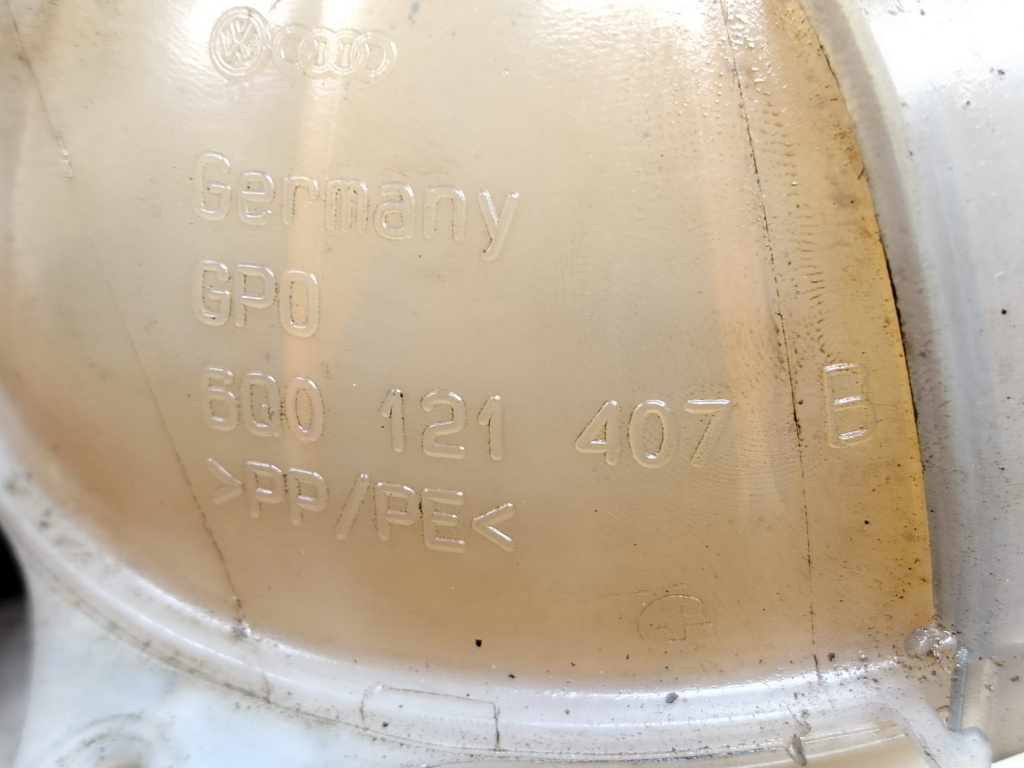 Germany
GPO
6Q0 121 407 B
>PP/PE<